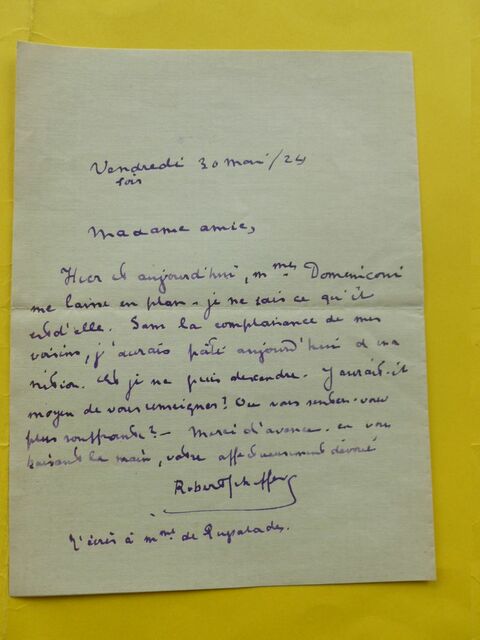 Vendredi 30 mai/24
soir
Madame amie,
Hier et aujourd'hui, Mme Domeniconi
me laisse en plan - je ne sais ce qu'il
est d'elle. Sans la complaisance de mes
voisins, j'aurais pâti aujourd'hui d'ina
nition. Et je ne puis descendre. Y aurait-il
moyen de vous renseigner? Ou vous sentez-vous
plus souffrante? - Merci d'avance. en vous
baisant la main, votre affectueusement dévoué
Robert Scheffer
J'écris à Mme de